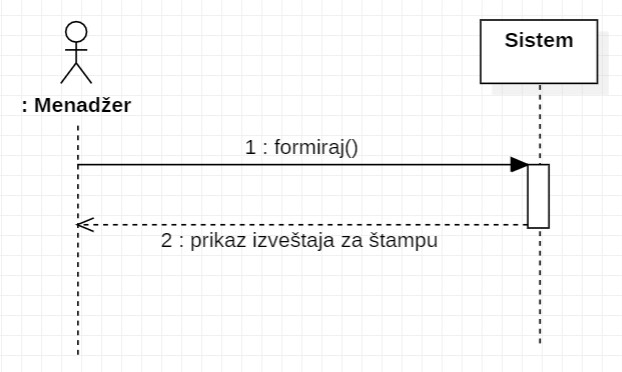 Sistem
: Menadžer
1 : formiraj()
2 : prikaz izveštaja za štampu